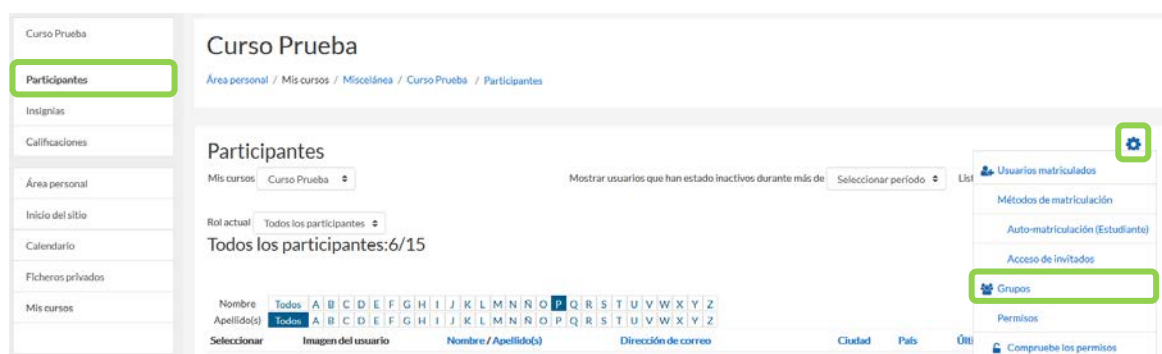 Curso Prueba
Participantes
Insignias
Calificaciones
Área personal
Inicio del sitio
Calendario
Ficheros privados
Mis cursos
Curso Prueba
Área personal / Mis cursos / Miscelánea / Curso Prueba / Participantes
Participantes
Mis cursos Curso Prueba
Mostrar usuarios que han estado inactivos durante más de Seleccionar período
Rol actual Todos los participantes
Todos los participantes:6/15
Nombre Todos A B C D E F G H I J K L M N Ñ O P Q R S T U V W X Y Z
Apellido(s) Todos A B C D E F G H I J K L M N Ñ O P Q R S T U V W X Y Z
Seleccionar Imagen del usuario Nombre / Apellido(s) Dirección de correo Ciudad País
Usuarios matriculados
Métodos de matriculación
Auto-matriculación (Estudiante)
Acceso de invitados
Grupos
Permisos
Compruebe los permisos